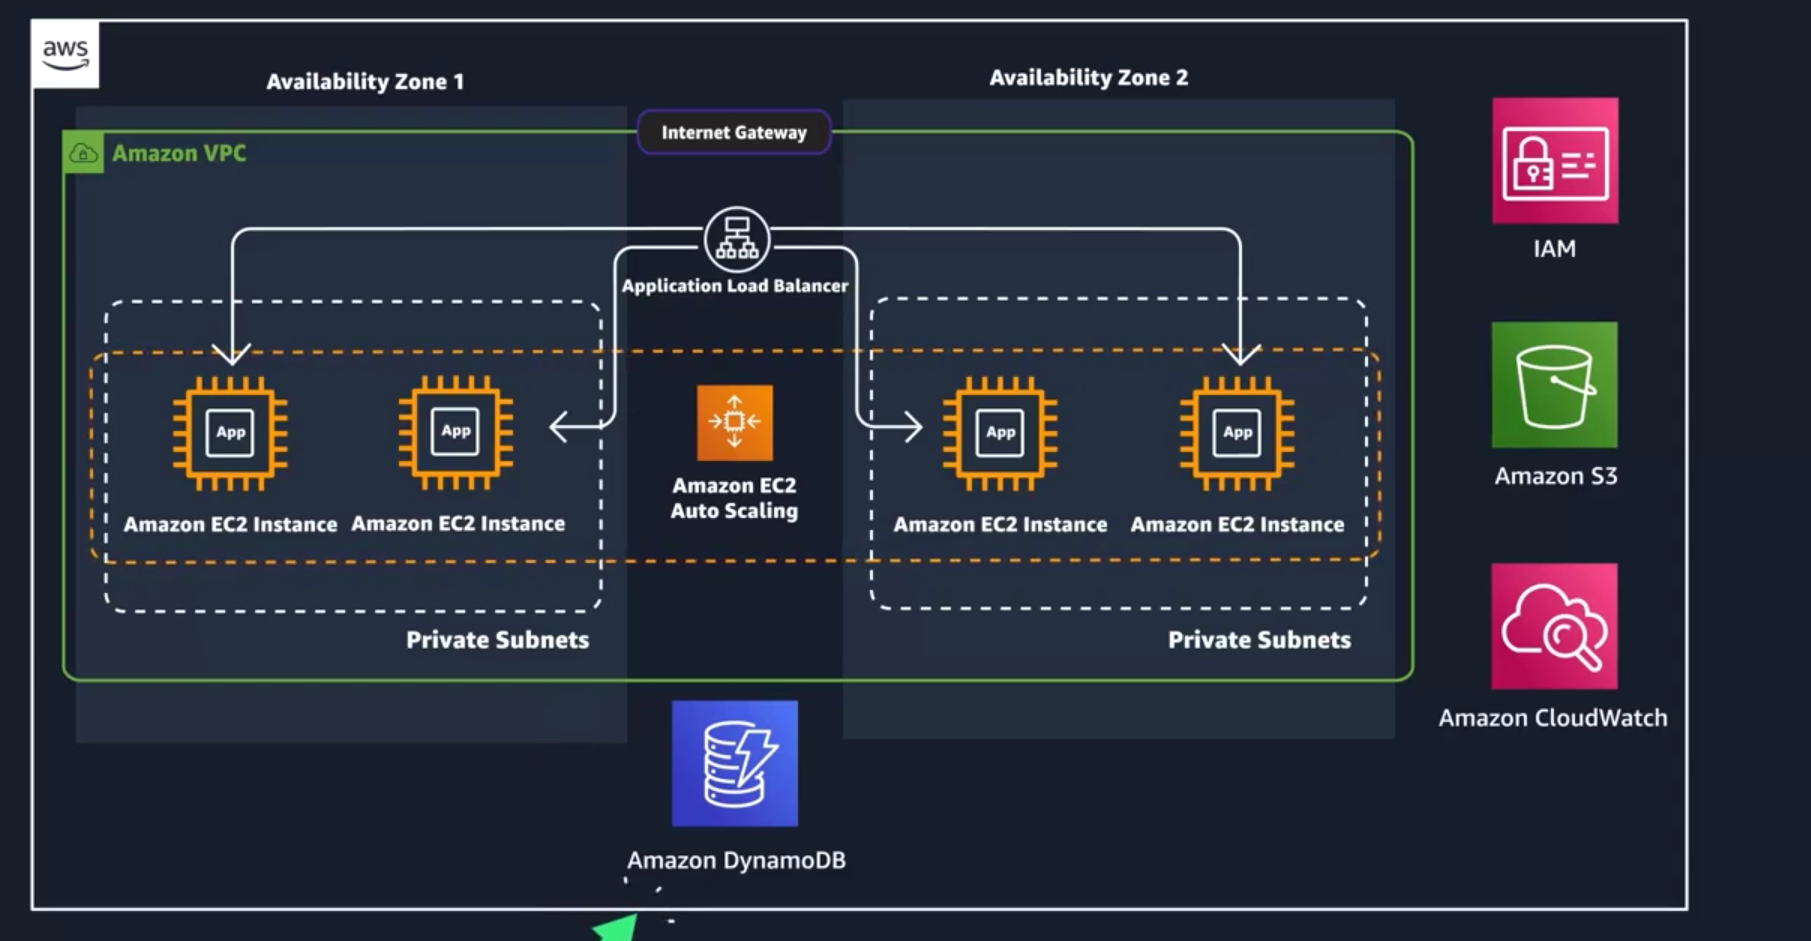 aws
Availability Zone 1
Availability Zone 2
Internet Gateway
Amazon VPC
IAM
Application Load Balancer
App
App
App
App
Amazon EC2
Auto Scaling
Amazon S3
Amazon EC2 Instance
Amazon EC2 Instance
Amazon EC2 Instance
Amazon EC2 Instance
Private Subnets
Private Subnets
Amazon CloudWatch
Amazon DynamoDB